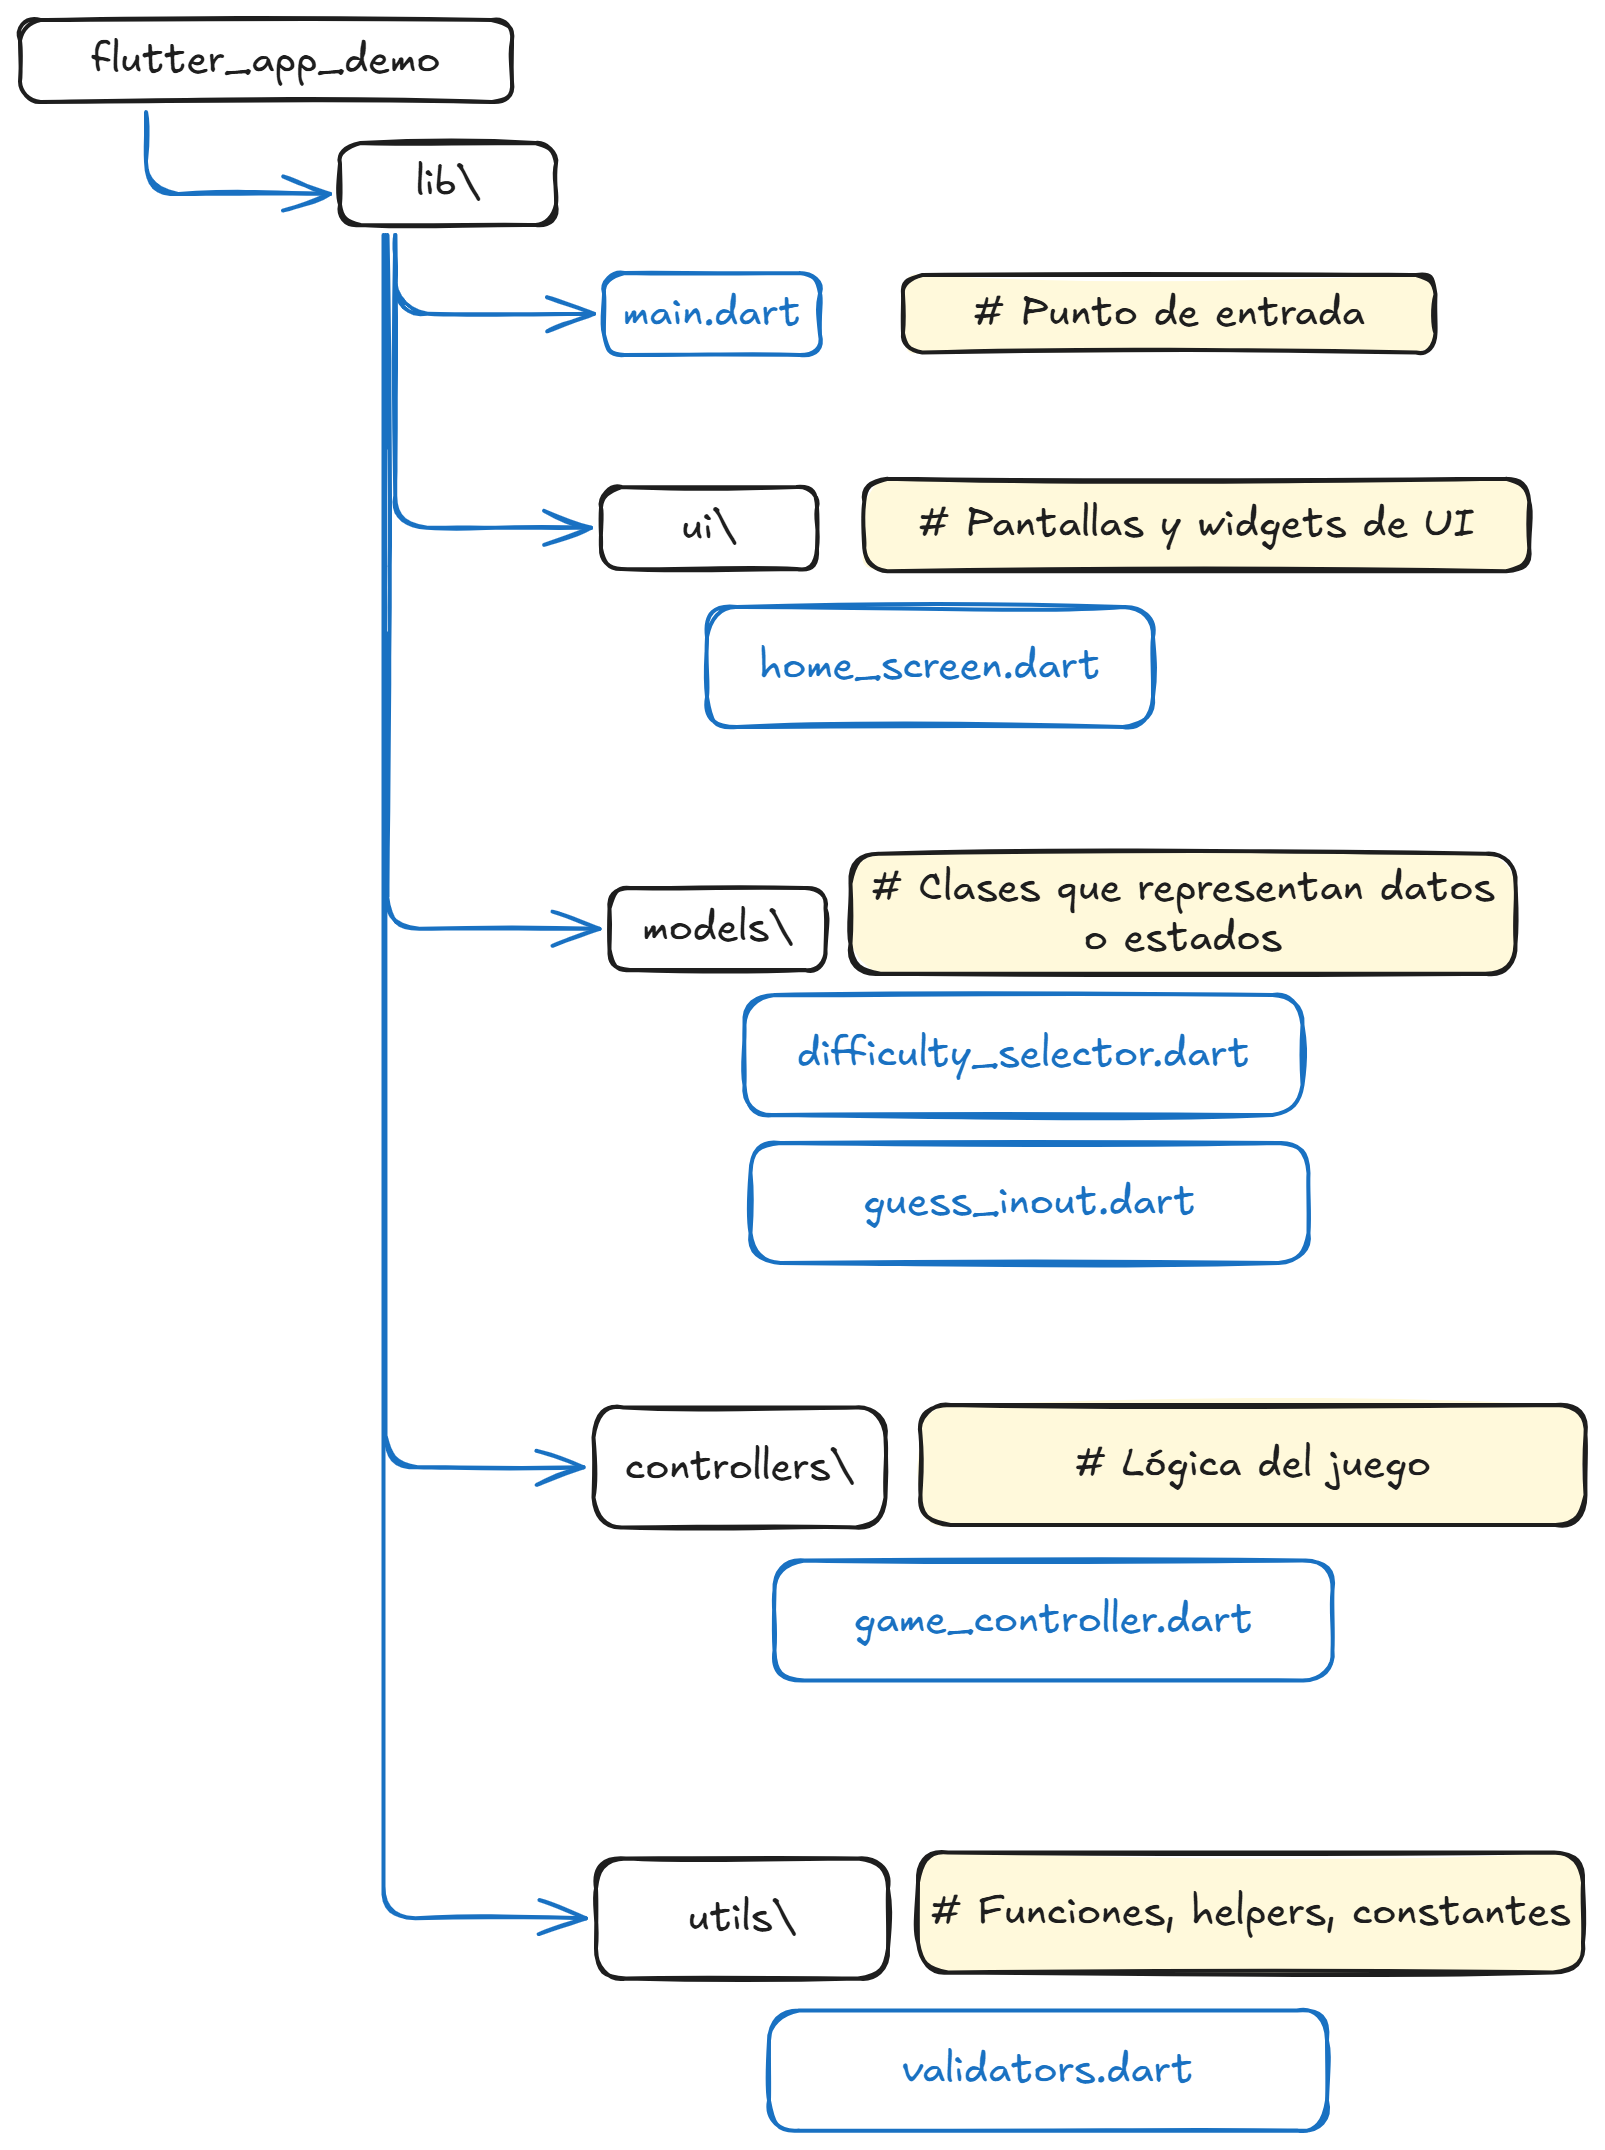 flutter_app_demo
lib\
main.dart
# Punto de entrada
ui\
# Pantallas y widgets de UI
home_screen.dart
models\
# Clases que representan datos
o estados
difficulty_selector.dart
guess_inout.dart
controllers\
# Lógica del juego
game_controller.dart
utils\
# Funciones, helpers, constantes
validators.dart